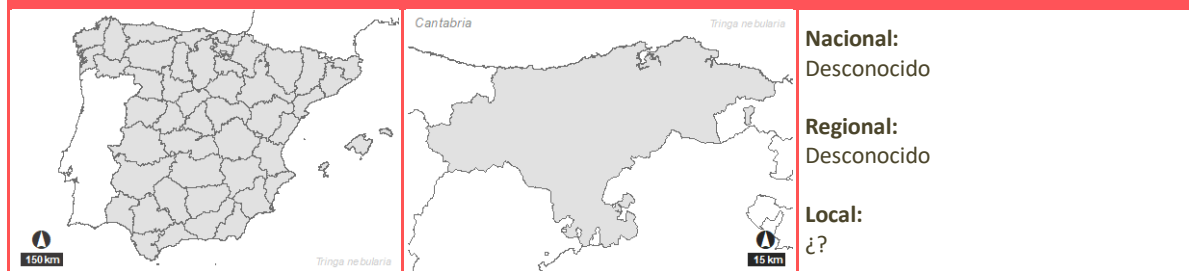 150 km
Tringa nebularia
Cantabria
Tringa nebularia
15 km
Nacional:
Desconocido
Regional:
Desconocido
Local:
¿?